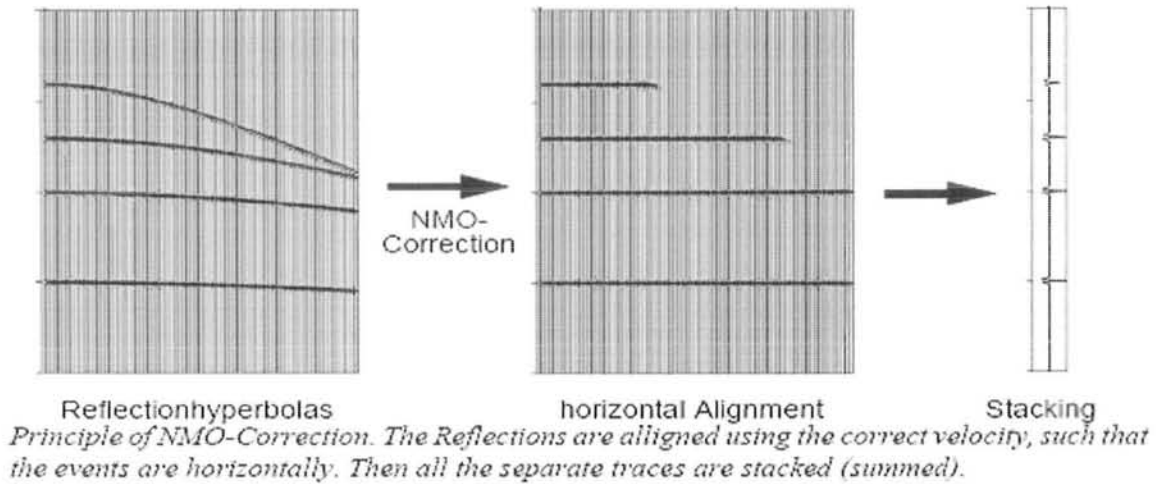 NMO-
Correction
Reflectionhyperbolas
horizontal Alignment
Stacking
Principle of NMO-Correction. The Reflections are alligned using the correct velocity, such that
the events are horizontally. Then all the separate traces are stacked (summed).